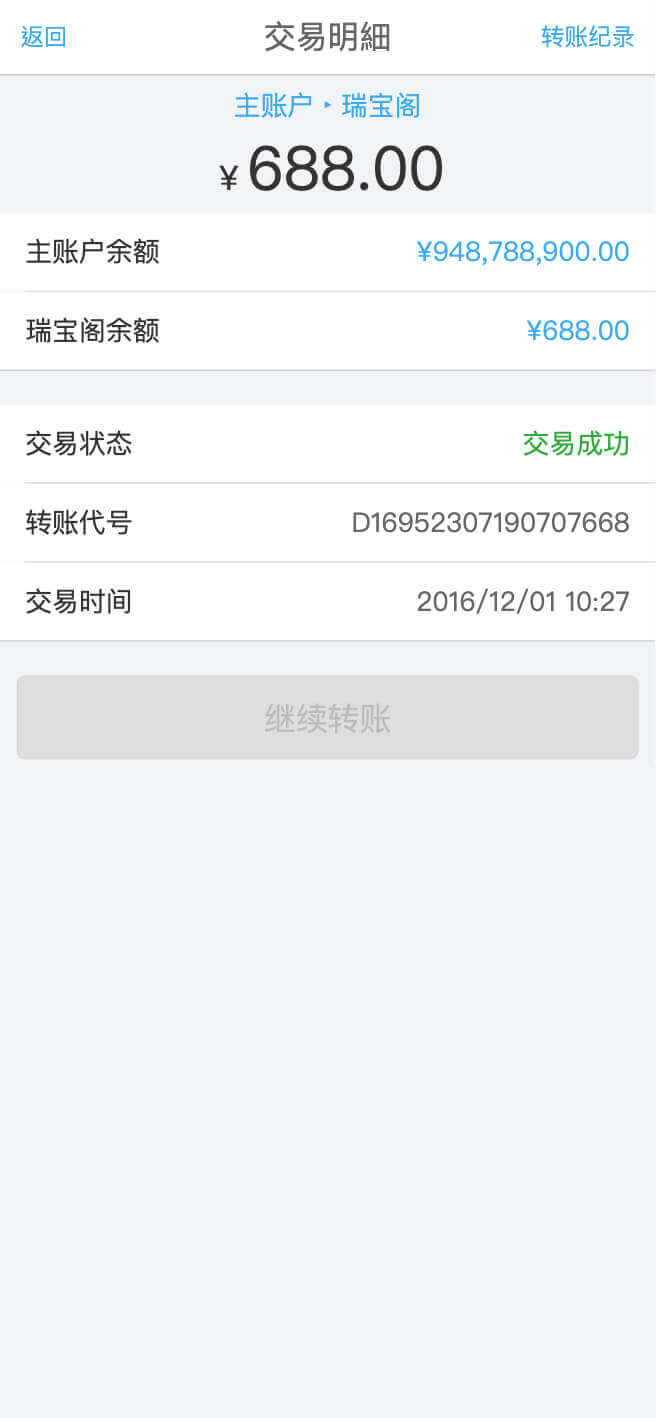 返回 交易明細 转账纪录
主账户 ‣ 瑞宝阁
¥ 688.00
主账户余额 ¥948,788,900.00
瑞宝阁余额 ¥688.00
交易状态 交易成功
转账代号 D16952307190707668
交易时间 2016/12/01 10:27
继续转账